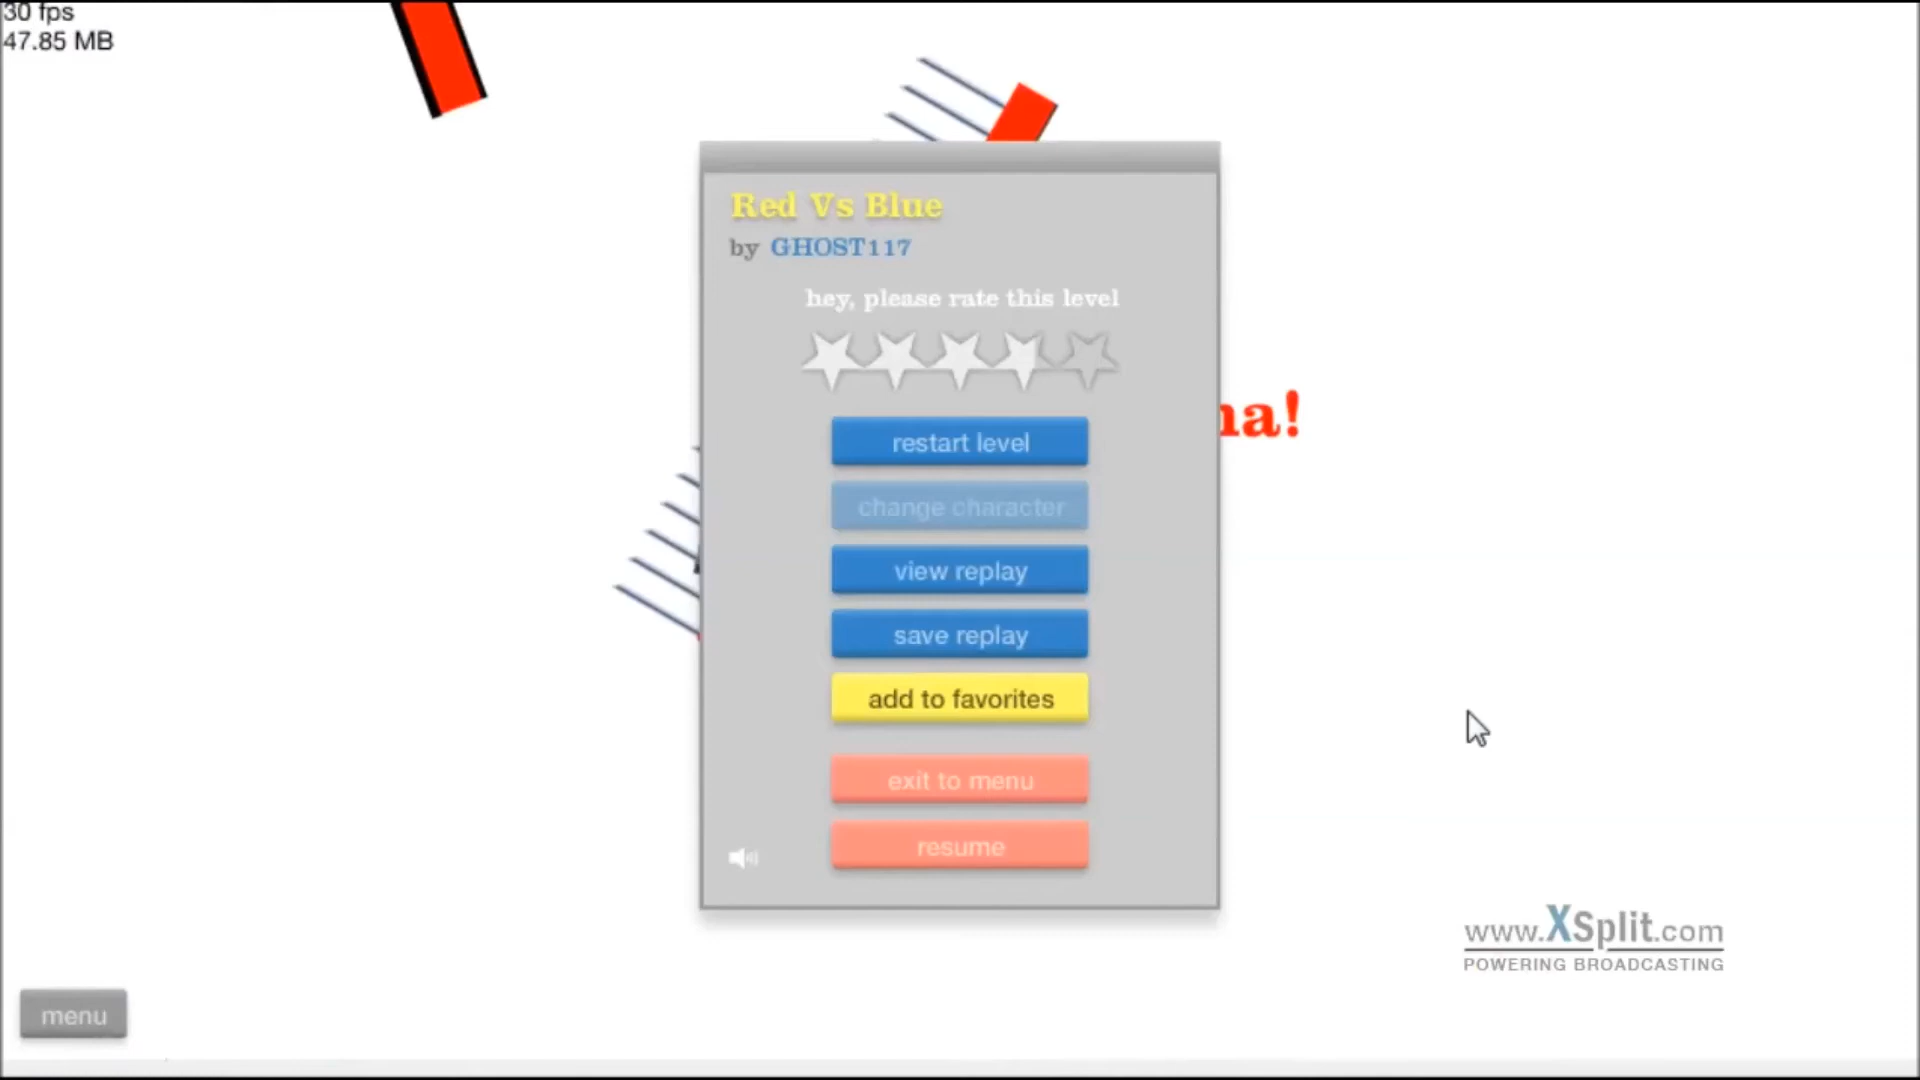 30 fps
47.85 MB
Red Vs Blue
by GHOST117
hey, please rate this level
a!
restart level
change character
view replay
save replay
add to favorites
exit to menu
resume
www.XSplit.com
POWERING BROADCASTING
menu